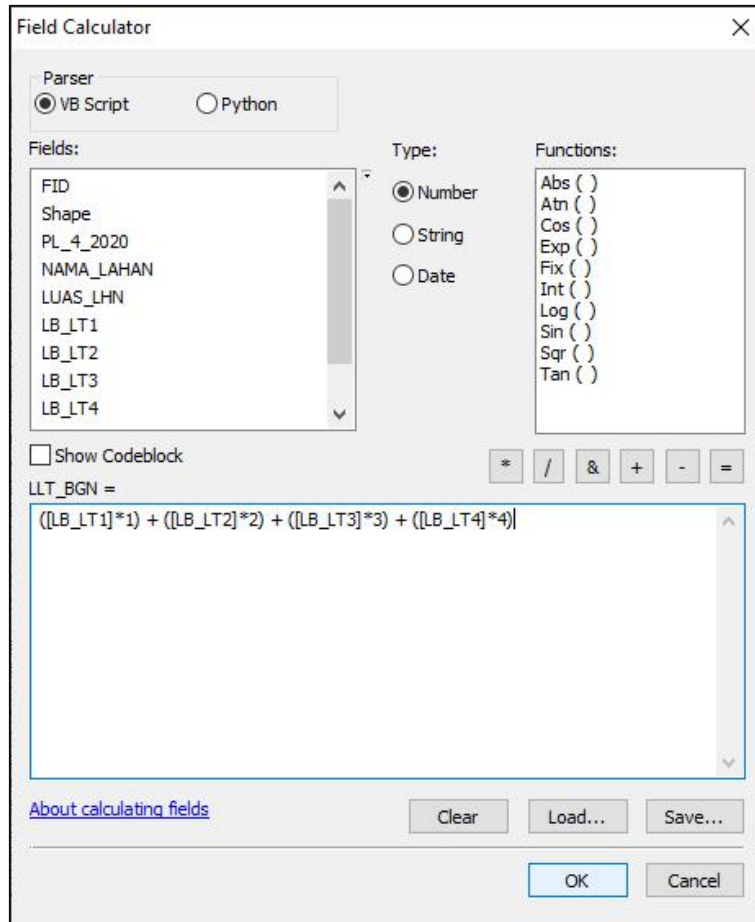 Field Calculator
Parser
VB Script Python
Fields: Type: Functions:
FID
Shape
PL_4_2020
NAMA_LAHAN
LUAS_LHN
LB_LT1
LB_LT2
LB_LT3
LB_LT4
Number
String
Date
Abs ( )
Atn ( )
Cos ( )
Exp ( )
Fix ( )
Int ( )
Log ( )
Sin ( )
Sqr ( )
Tan ( )
Show Codeblock
* / & + - =
LLT_BGN =
([LB_LT1]*1) + ([LB_LT2]*2) + ([LB_LT3]*3) + ([LB_LT4]*4)
About calculating fields
Clear Load... Save...
OK Cancel